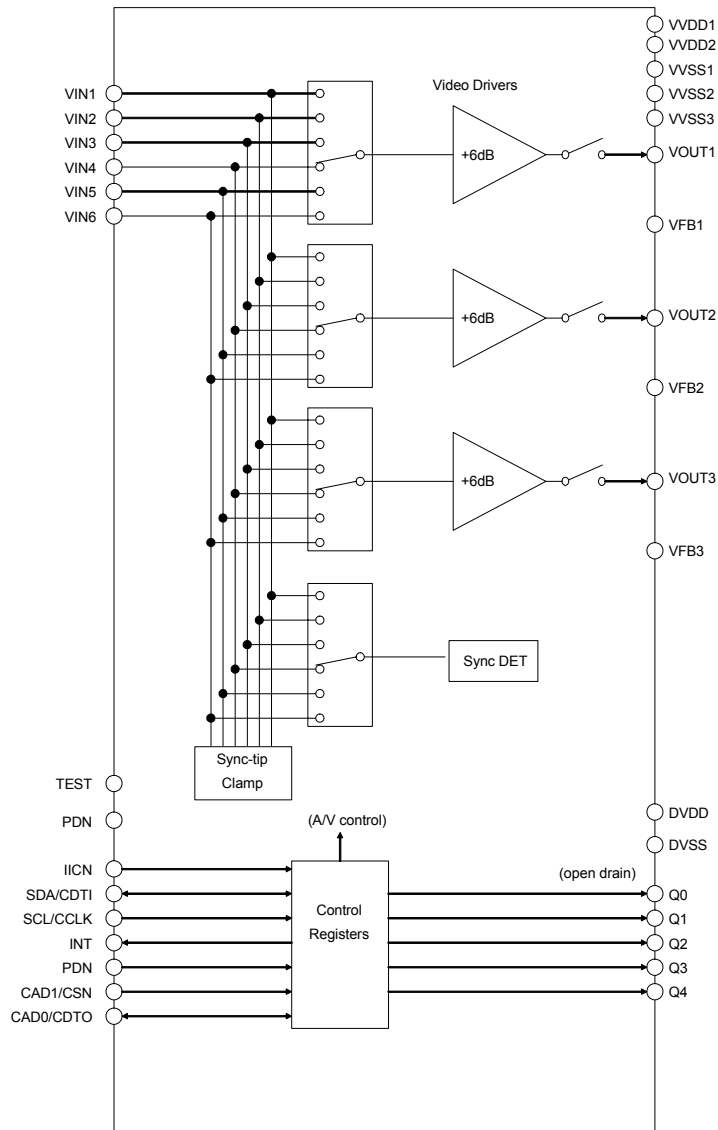 VVDD1
VVDD2
VVSS1
VVSS2
VVSS3
Video Drivers
VIN1
VIN2
VIN3
VIN4
VIN5
VIN6
+6dB
VOUT1
VFB1
+6dB
VOUT2
VFB2
+6dB
VOUT3
VFB3
Sync DET
Sync-tip
Clamp
TEST
PDN
DVDD
DVSS
(A/V control)
IICN
SDA/CDTI
SCL/CCLK
INT
PDN
CAD1/CSN
CAD0/CDTO
Control
Registers
(open drain)
Q0
Q1
Q2
Q3
Q4